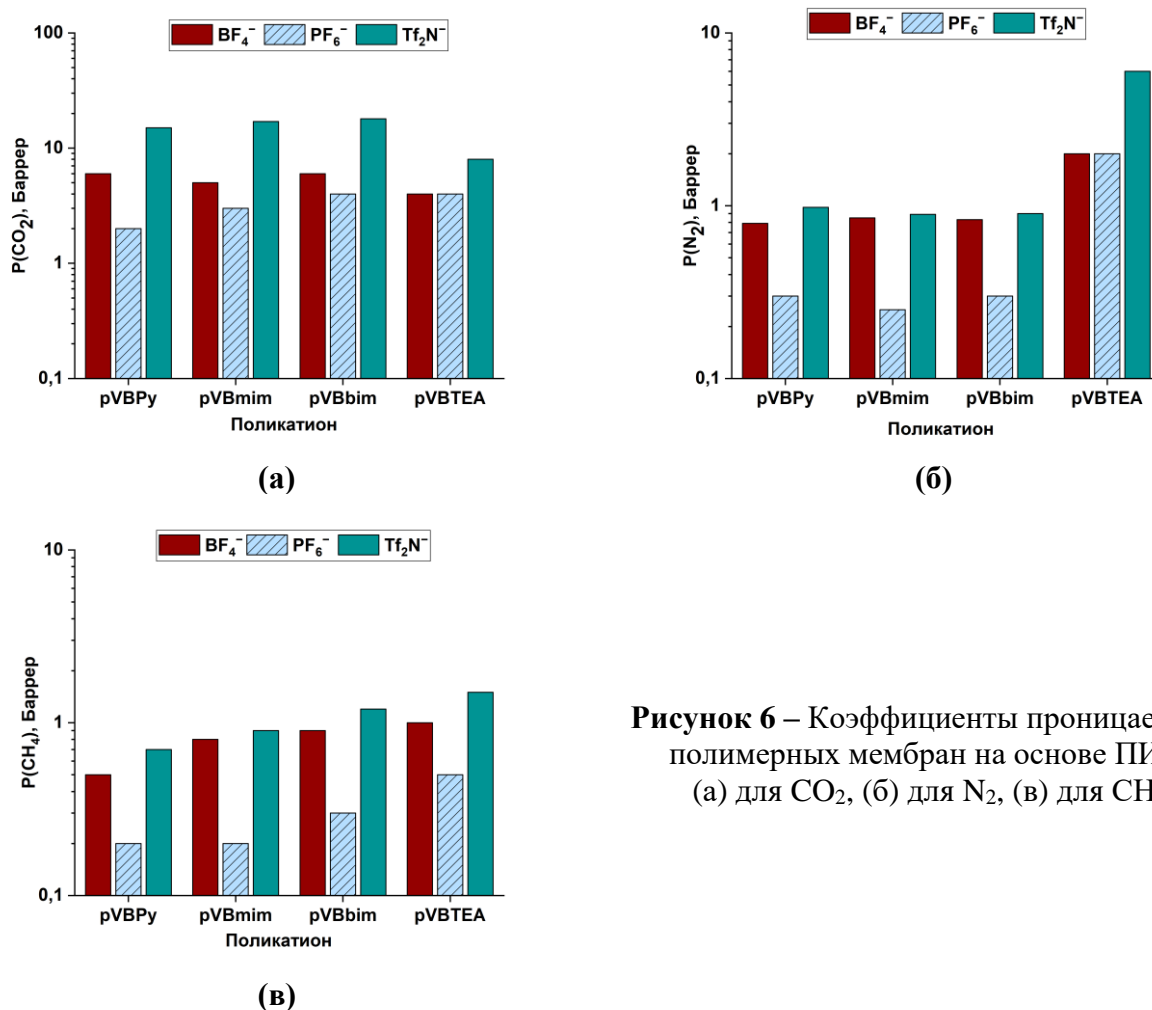 BF₄⁻ PF₆⁻ Tf₂N⁻
100
10
1
0,1
P(CO₂), Баррер
pVBPy pVBmim pVBbim pVBTEA
Поликатион
(а)
BF₄⁻ PF₆⁻ Tf₂N⁻
10
1
0,1
P(N₂), Баррер
pVBPy pVBmim pVBbim pVBTEA
Поликатион
(б)
BF₄⁻ PF₆⁻ Tf₂N⁻
10
1
0,1
P(CH₄), Баррер
pVBPy pVBmim pVBbim pVBTEA
Поликатион
(в)
Рисунок 6 – Коэффициенты проницае
полимерных мембран на основе ПИ
(а) для CO₂, (б) для N₂, (в) для CH